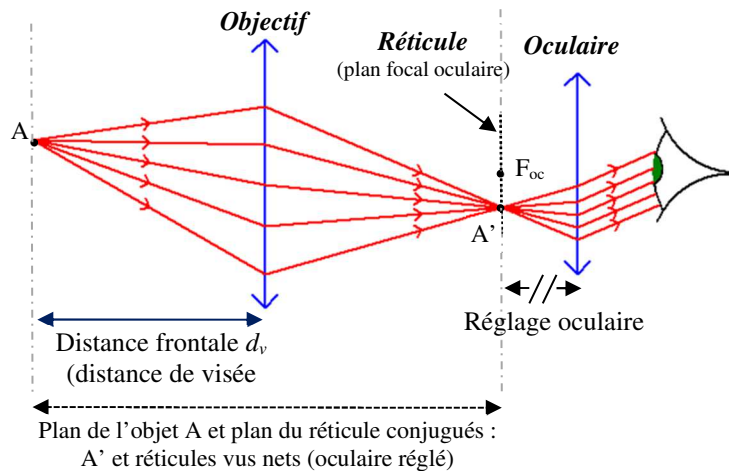 Objectif
Réticule
(plan focal oculaire)
Oculaire
A
F_oc
A'
Réglage oculaire
Distance frontale d_v
(distance de visée
Plan de l'objet A et plan du réticule conjugués :
A' et réticules vus nets (oculaire réglé)